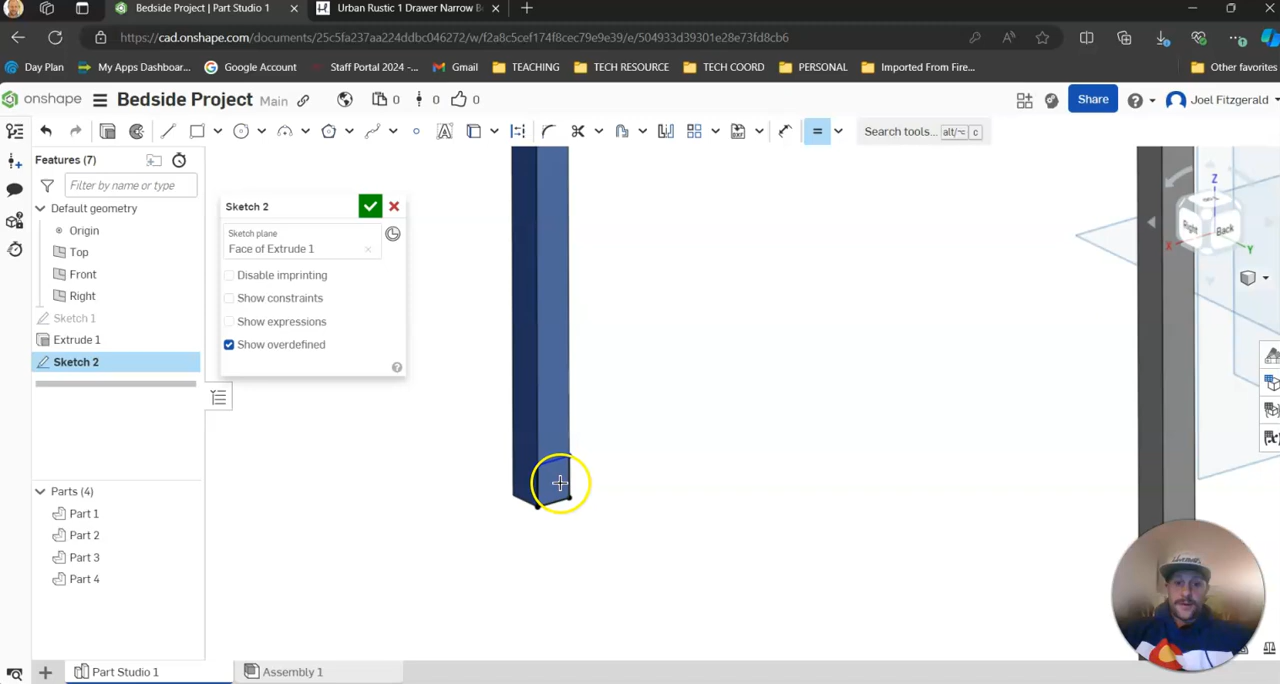 Bedside Project | Part Studio 1
Urban Rustic 1 Drawer Narrow B
https://cad.onshape.com/documents/25c5fa237aa224ddbc046272/w/f2a8c5cef174f8cec79e9e39/e/504933d39301e28e73fd8cb6
Day Plan
My Apps Dashboar...
Google Account
Staff Portal 2024 -...
Gmail
TEACHING
TECH RESOURCE
TECH COORD
PERSONAL
Imported From Fire...
Other favorites
onshape
Bedside Project
Main
0
0
0
Share
Joel Fitzgerald
Search tools...
alt/⌥
c
Features (7)
Filter by name or type
Default geometry
Origin
Top
Front
Right
Sketch 1
Extrude 1
Sketch 2
Sketch 2
Sketch plane
Face of Extrude 1
Disable imprinting
Show constraints
Show expressions
Show overdefined
Z
Right
Back
X
Y
Parts (4)
Part 1
Part 2
Part 3
Part 4
Part Studio 1
Assembly 1